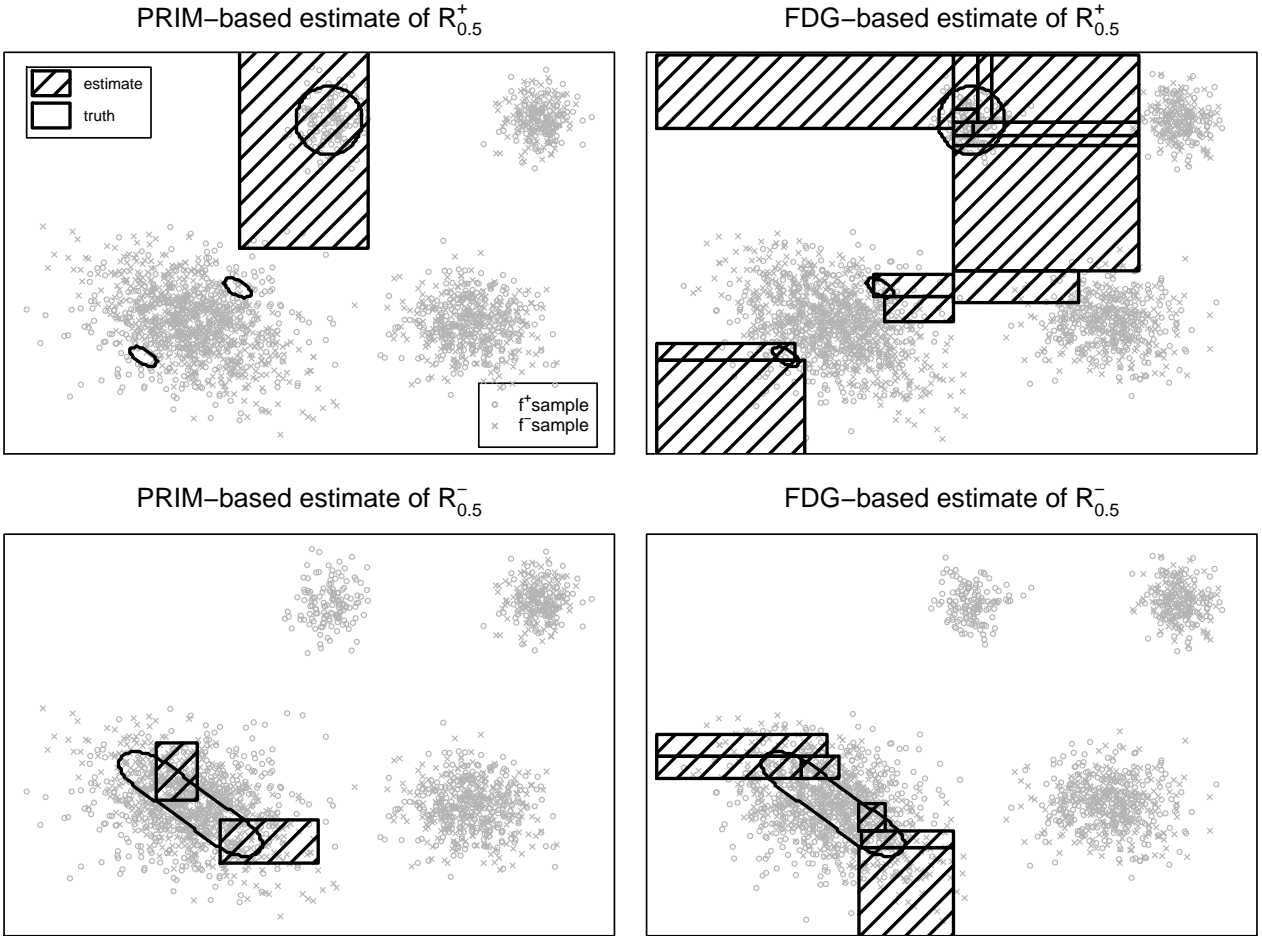 PRIM−based estimate of R⁺₀.₅
FDG−based estimate of R⁺₀.₅
estimate
truth
f⁺sample
f⁻sample
PRIM−based estimate of R⁻₀.₅
FDG−based estimate of R⁻₀.₅